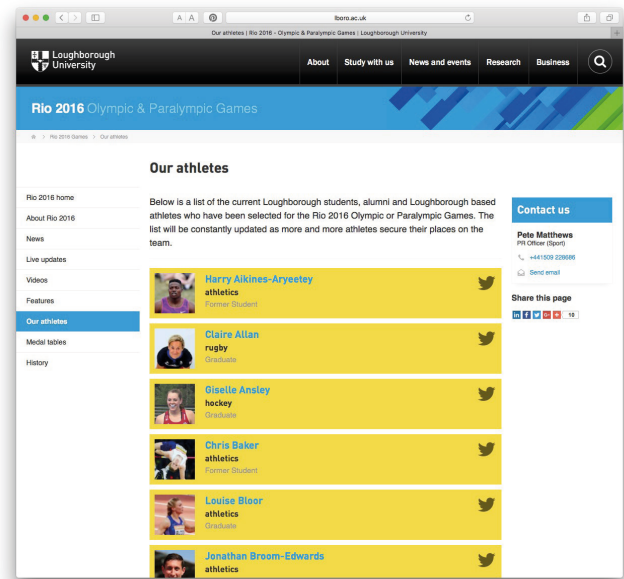 A A
lboro.ac.uk
Our athletes | Rio 2016 - Olympic & Paralympic Games | Loughborough University
Loughborough
University
About Study with us News and events Research Business
Rio 2016 Olympic & Paralympic Games
> Rio 2016 Games > Our athletes
Our athletes
Rio 2016 home
About Rio 2016
News
Live updates
Videos
Features
Our athletes
Medal tables
History
Below is a list of the current Loughborough students, alumni and Loughborough based
athletes who have been selected for the Rio 2016 Olympic or Paralympic Games. The
list will be constantly updated as more and more athletes secure their places on the
team.
Harry Aikines-Aryeetey
athletics
Former Student
Claire Allan
rugby
Graduate
Giselle Ansley
hockey
Graduate
Chris Baker
athletics
Former Student
Louise Bloor
athletics
Graduate
Jonathan Broom-Edwards
athletics
Contact us
Pete Matthews
PR Officer (Sport)
+441509 228686
Send email
Share this page
10